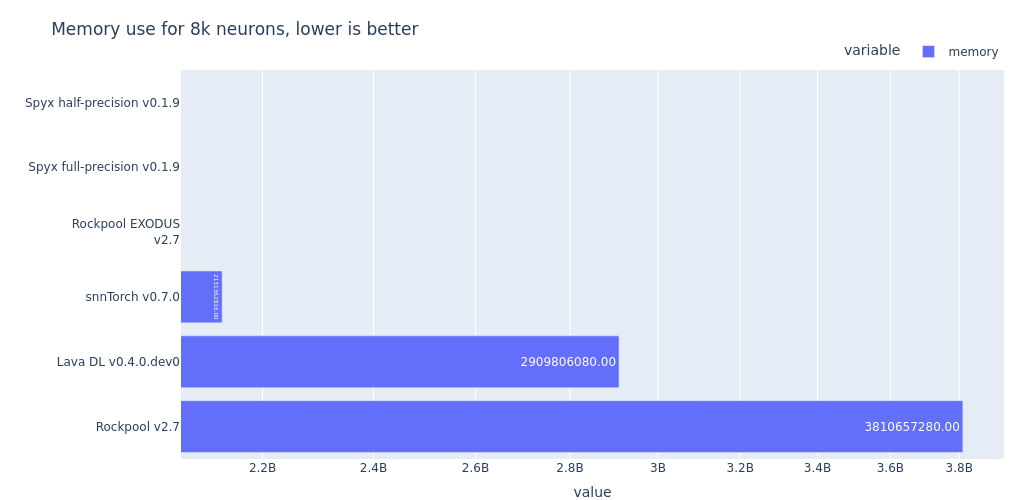 Memory use for 8k neurons, lower is better
variable
memory
Spyx half-precision v0.1.9
Spyx full-precision v0.1.9
Rockpool EXODUS
v2.7
snnTorch v0.7.0
2131362816.00
Lava DL v0.4.0.dev0
2909806080.00
Rockpool v2.7
3810657280.00
2.2B
2.4B
2.6B
2.8B
3B
3.2B
3.4B
3.6B
3.8B
value